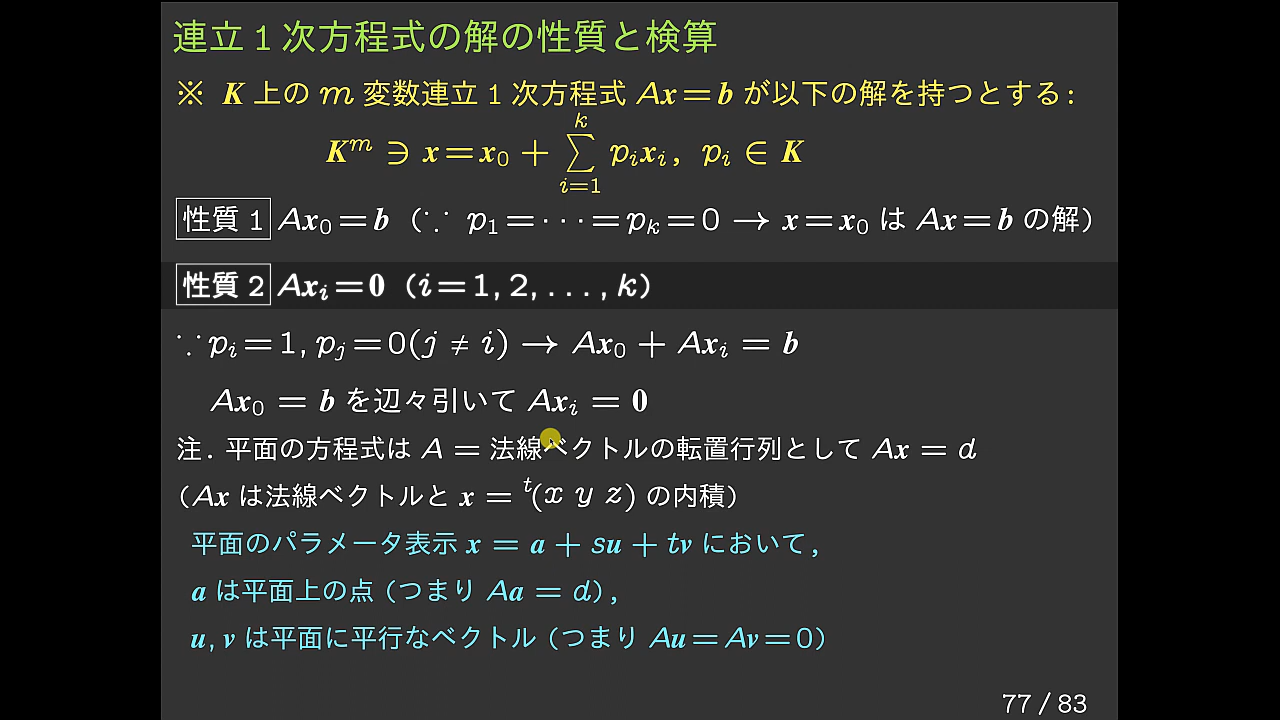 連立1次方程式の解の性質と検算
※ K 上の m 変数連立1次方程式 Ax = b が以下の解を持つとする:
K^m ∋ x = x_0 + \sum_{i=1}^{k} p_i x_i, p_i ∈ K
性質 1 Ax_0 = b (∵ p_1 = ··· = p_k = 0 → x = x_0 は Ax = b の解)
性質 2 Ax_i = 0 (i = 1, 2, ..., k)
∵ p_i = 1, p_j = 0(j ≠ i) → Ax_0 + Ax_i = b
Ax_0 = b を辺々引いて Ax_i = 0
注. 平面の方程式は A = 法線ベクトルの転置行列として Ax = d
(Ax は法線ベクトルと x = ^t(x y z) の内積)
平面のパラメータ表示 x = a + su + tv において,
a は平面上の点 (つまり Aa = d),
u, v は平面に平行なベクトル (つまり Au = Av = 0)
77 / 83